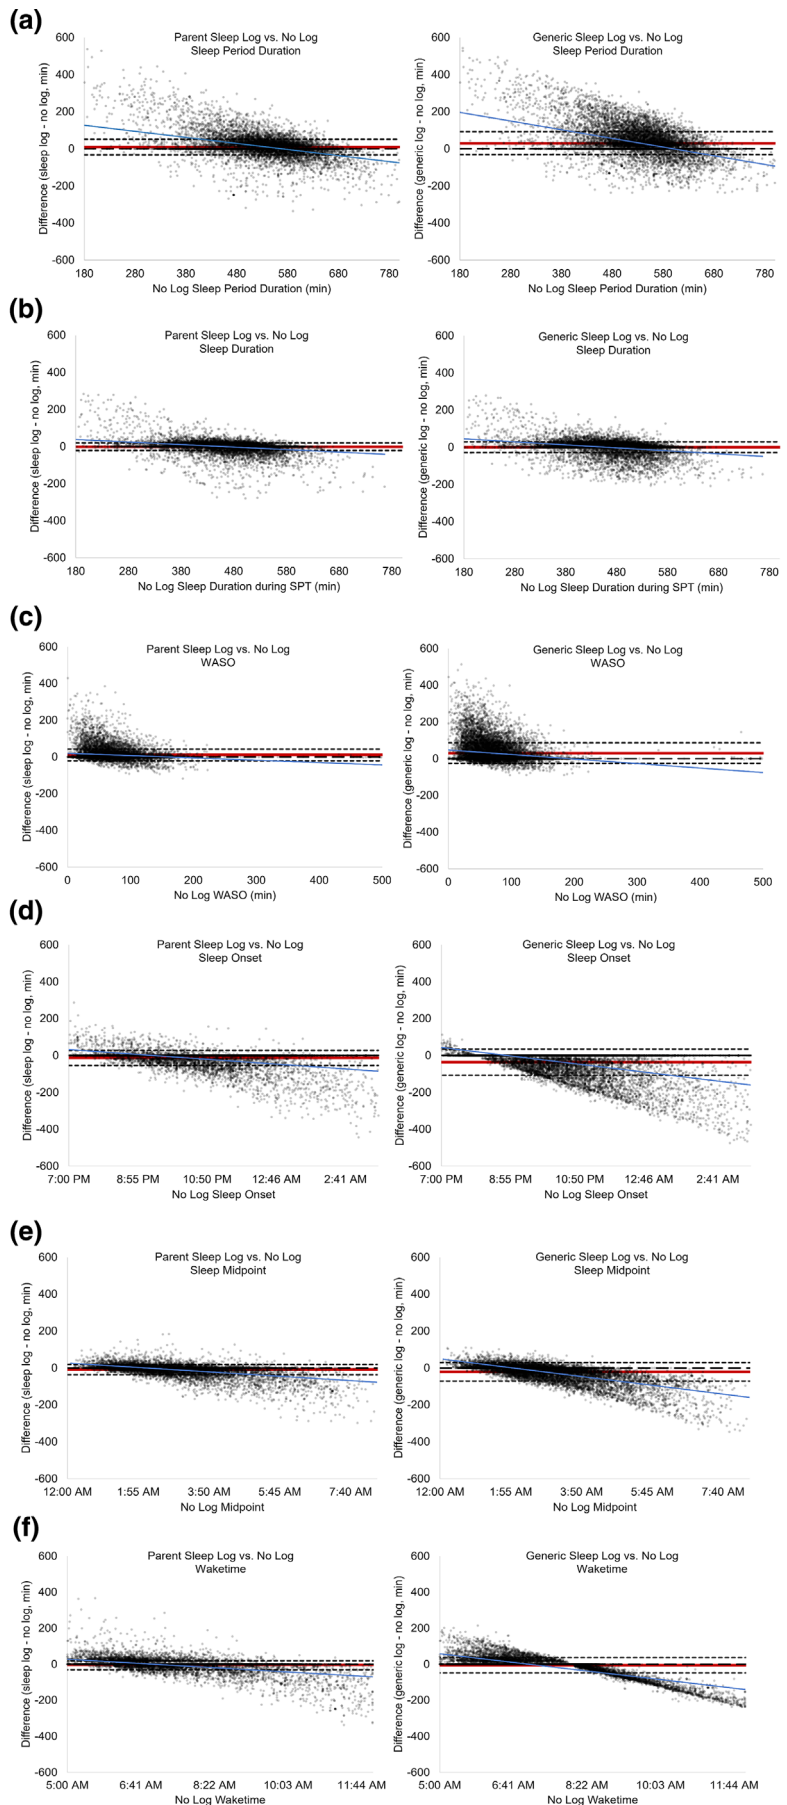 (a)
Parent Sleep Log vs. No Log
Sleep Period Duration
Difference (sleep log - no log, min)
600
400
200
0
-200
-400
-600
180 280 380 480 580 680 780
No Log Sleep Period Duration (min)
Generic Sleep Log vs. No Log
Sleep Period Duration
Difference (generic log - no log, min)
600
400
200
0
-200
-400
-600
180 280 380 480 580 680 780
No Log Sleep Period Duration (min)
(b)
Parent Sleep Log vs. No Log
Sleep Duration
Difference (sleep log - no log, min)
600
400
200
0
-200
-400
-600
180 280 380 480 580 680 780
No Log Sleep Duration during SPT (min)
Generic Sleep Log vs. No Log
Sleep Duration
Difference (generic log - no log, min)
600
400
200
0
-200
-400
-600
180 280 380 480 580 680 780
No Log Sleep Duration during SPT (min)
(c)
Parent Sleep Log vs. No Log
WASO
Difference (sleep log - no log, min)
600
400
200
0
-200
-400
-600
0 100 200 300 400 500
No Log WASO (min)
Generic Sleep Log vs. No Log
WASO
Difference (generic log - no log, min)
600
400
200
0
-200
-400
-600
0 100 200 300 400 500
No Log WASO (min)
(d)
Parent Sleep Log vs. No Log
Sleep Onset
Difference (sleep log - no log, min)
600
400
200
0
-200
-400
-600
7:00 PM 8:55 PM 10:50 PM 12:46 AM 2:41 AM
No Log Sleep Onset
Generic Sleep Log vs. No Log
Sleep Onset
Difference (generic log - no log, min)
600
400
200
0
-200
-400
-600
7:00 PM 8:55 PM 10:50 PM 12:46 AM 2:41 AM
No Log Sleep Onset
(e)
Parent Sleep Log vs. No Log
Sleep Midpoint
Difference (sleep log - no log, min)
600
400
200
0
-200
-400
-600
12:00 AM 1:55 AM 3:50 AM 5:45 AM 7:40 AM
No Log Midpoint
Generic Sleep Log vs. No Log
Sleep Midpoint
Difference (generic log - no log, min)
600
400
200
0
-200
-400
-600
12:00 AM 1:55 AM 3:50 AM 5:45 AM 7:40 AM
No Log Midpoint
(f)
Parent Sleep Log vs. No Log
Waketime
Difference (sleep log - no log, min)
600
400
200
0
-200
-400
-600
5:00 AM 6:41 AM 8:22 AM 10:03 AM 11:44 AM
No Log Waketime
Generic Sleep Log vs. No Log
Waketime
Difference (generic log - no log, min)
600
400
200
0
-200
-400
-600
5:00 AM 6:41 AM 8:22 AM 10:03 AM 11:44 AM
No Log Waketime